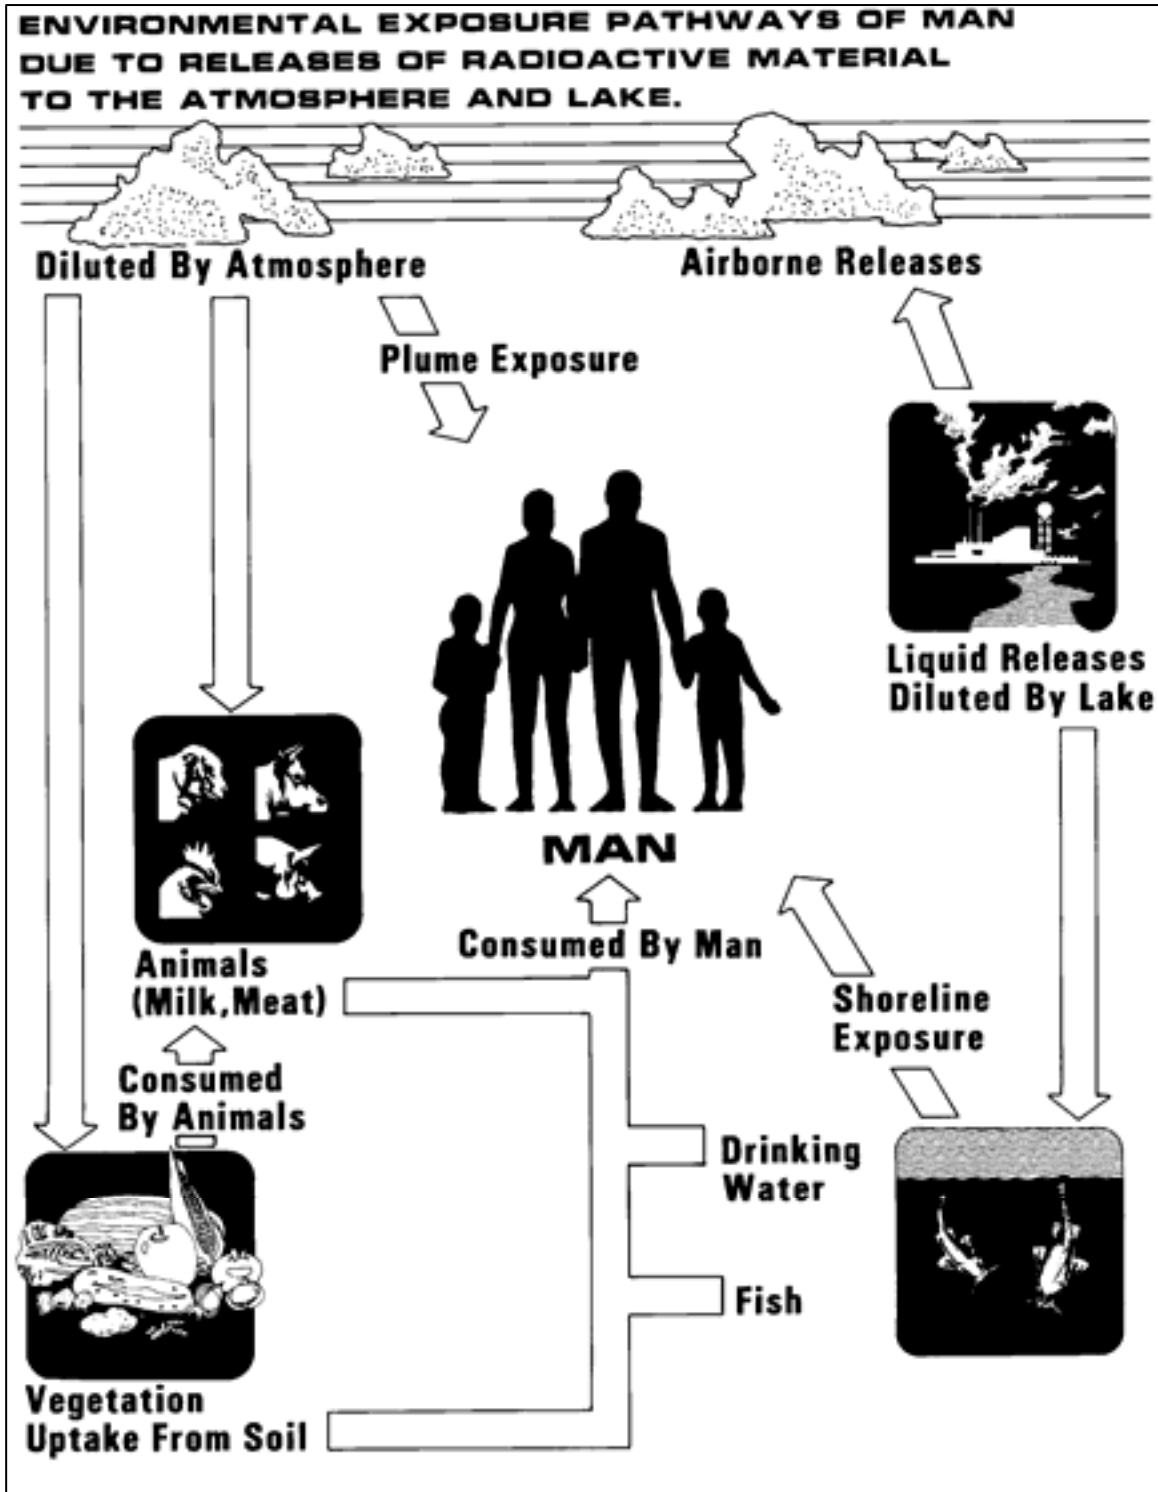 ENVIRONMENTAL EXPOSURE PATHWAYS OF MAN
DUE TO RELEASES OF RADIOACTIVE MATERIAL
TO THE ATMOSPHERE AND LAKE.
Diluted By Atmosphere
Airborne Releases
Plume Exposure
Liquid Releases
Diluted By Lake
MAN
Consumed By Man
Animals
(Milk,Meat)
Shoreline
Exposure
Consumed
By Animals
Drinking
Water
Fish
Vegetation
Uptake From Soil